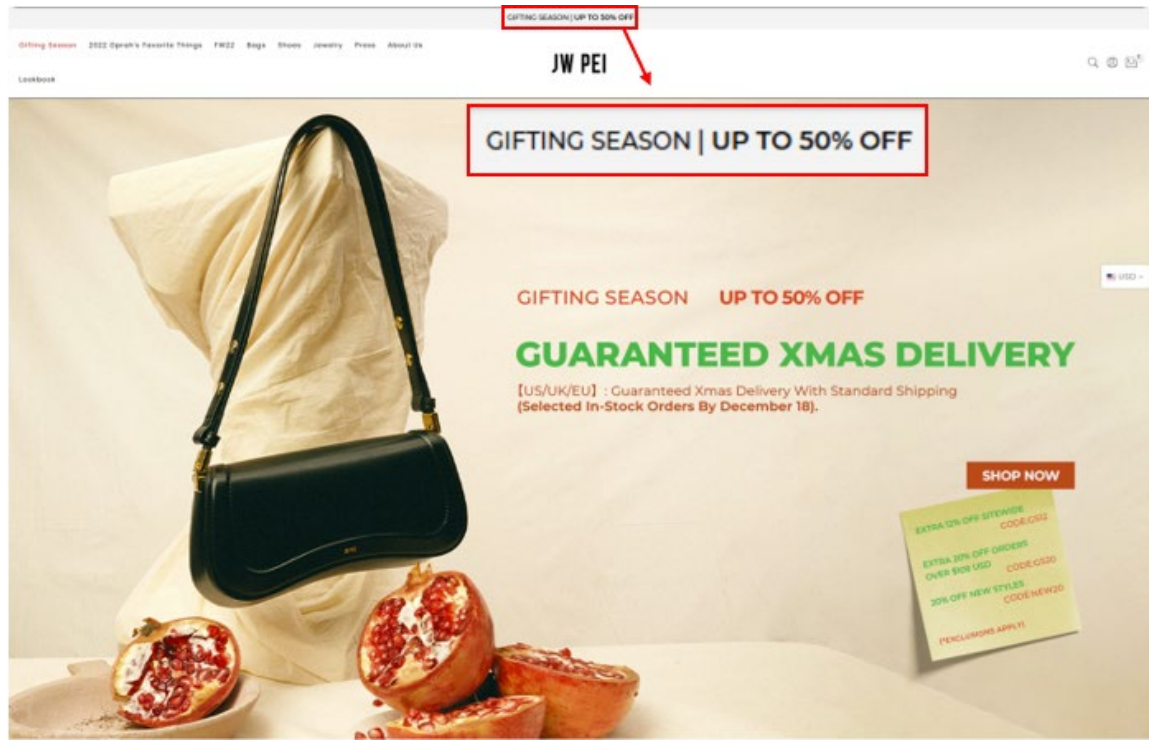 GIFTING SEASON | UP TO 50% OFF
Gifting Season 2022 Oprah's Favorite Things FW22 Bags Shoes Jewelry Press About Us
JW PEI
Lookbook
GIFTING SEASON | UP TO 50% OFF
USD
GIFTING SEASON UP TO 50% OFF
GUARANTEED XMAS DELIVERY
【US/UK/EU】: Guaranteed Xmas Delivery With Standard Shipping
(Selected In-Stock Orders By December 18).
SHOP NOW
EXTRA 12% OFF SITEWIDE
CODE:GS12
EXTRA 20% OFF ORDERS
OVER $109 USD CODE:GS20
20% OFF NEW STYLES
CODE:NEW20
(*EXCLUSIONS APPLY)